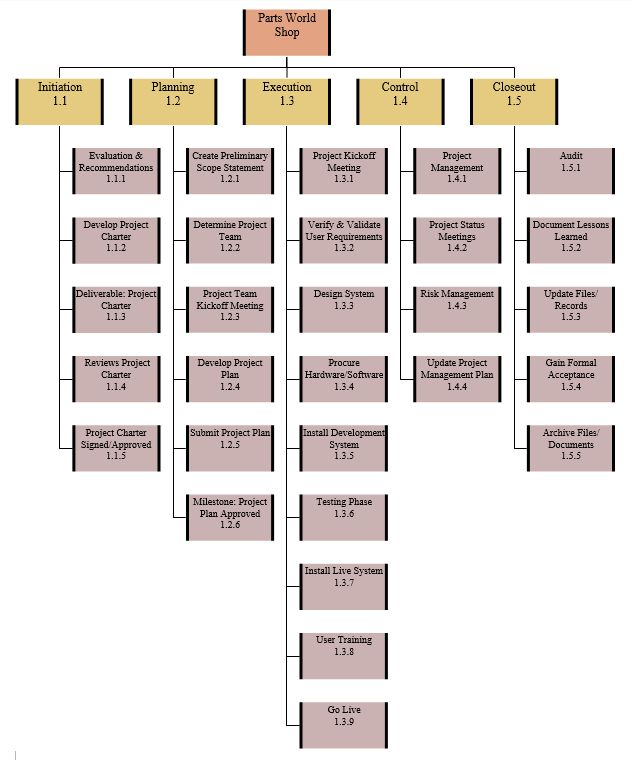 Parts World
Shop
Initiation
1.1
Planning
1.2
Execution
1.3
Control
1.4
Closeout
1.5
Evaluation &
Recommendations
1.1.1
Develop Project
Charter
1.1.2
Deliverable: Project
Charter
1.1.3
Reviews Project
Charter
1.1.4
Project Charter
Signed/Approved
1.1.5
Create Preliminary
Scope Statement
1.2.1
Determine Project
Team
1.2.2
Project Team
Kickoff Meeting
1.2.3
Develop Project
Plan
1.2.4
Submit Project Plan
1.2.5
Milestone: Project
Plan Approved
1.2.6
Project Kickoff
Meeting
1.3.1
Verify & Validate
User Requirements
1.3.2
Design System
1.3.3
Procure
Hardware/Software
1.3.4
Install Development
System
1.3.5
Testing Phase
1.3.6
Install Live System
1.3.7
User Training
1.3.8
Go Live
1.3.9
Project
Management
1.4.1
Project Status
Meetings
1.4.2
Risk Management
1.4.3
Update Project
Management Plan
1.4.4
Audit
1.5.1
Document Lessons
Learned
1.5.2
Update Files/
Records
1.5.3
Gain Formal
Acceptance
1.5.4
Archive Files/
Documents
1.5.5